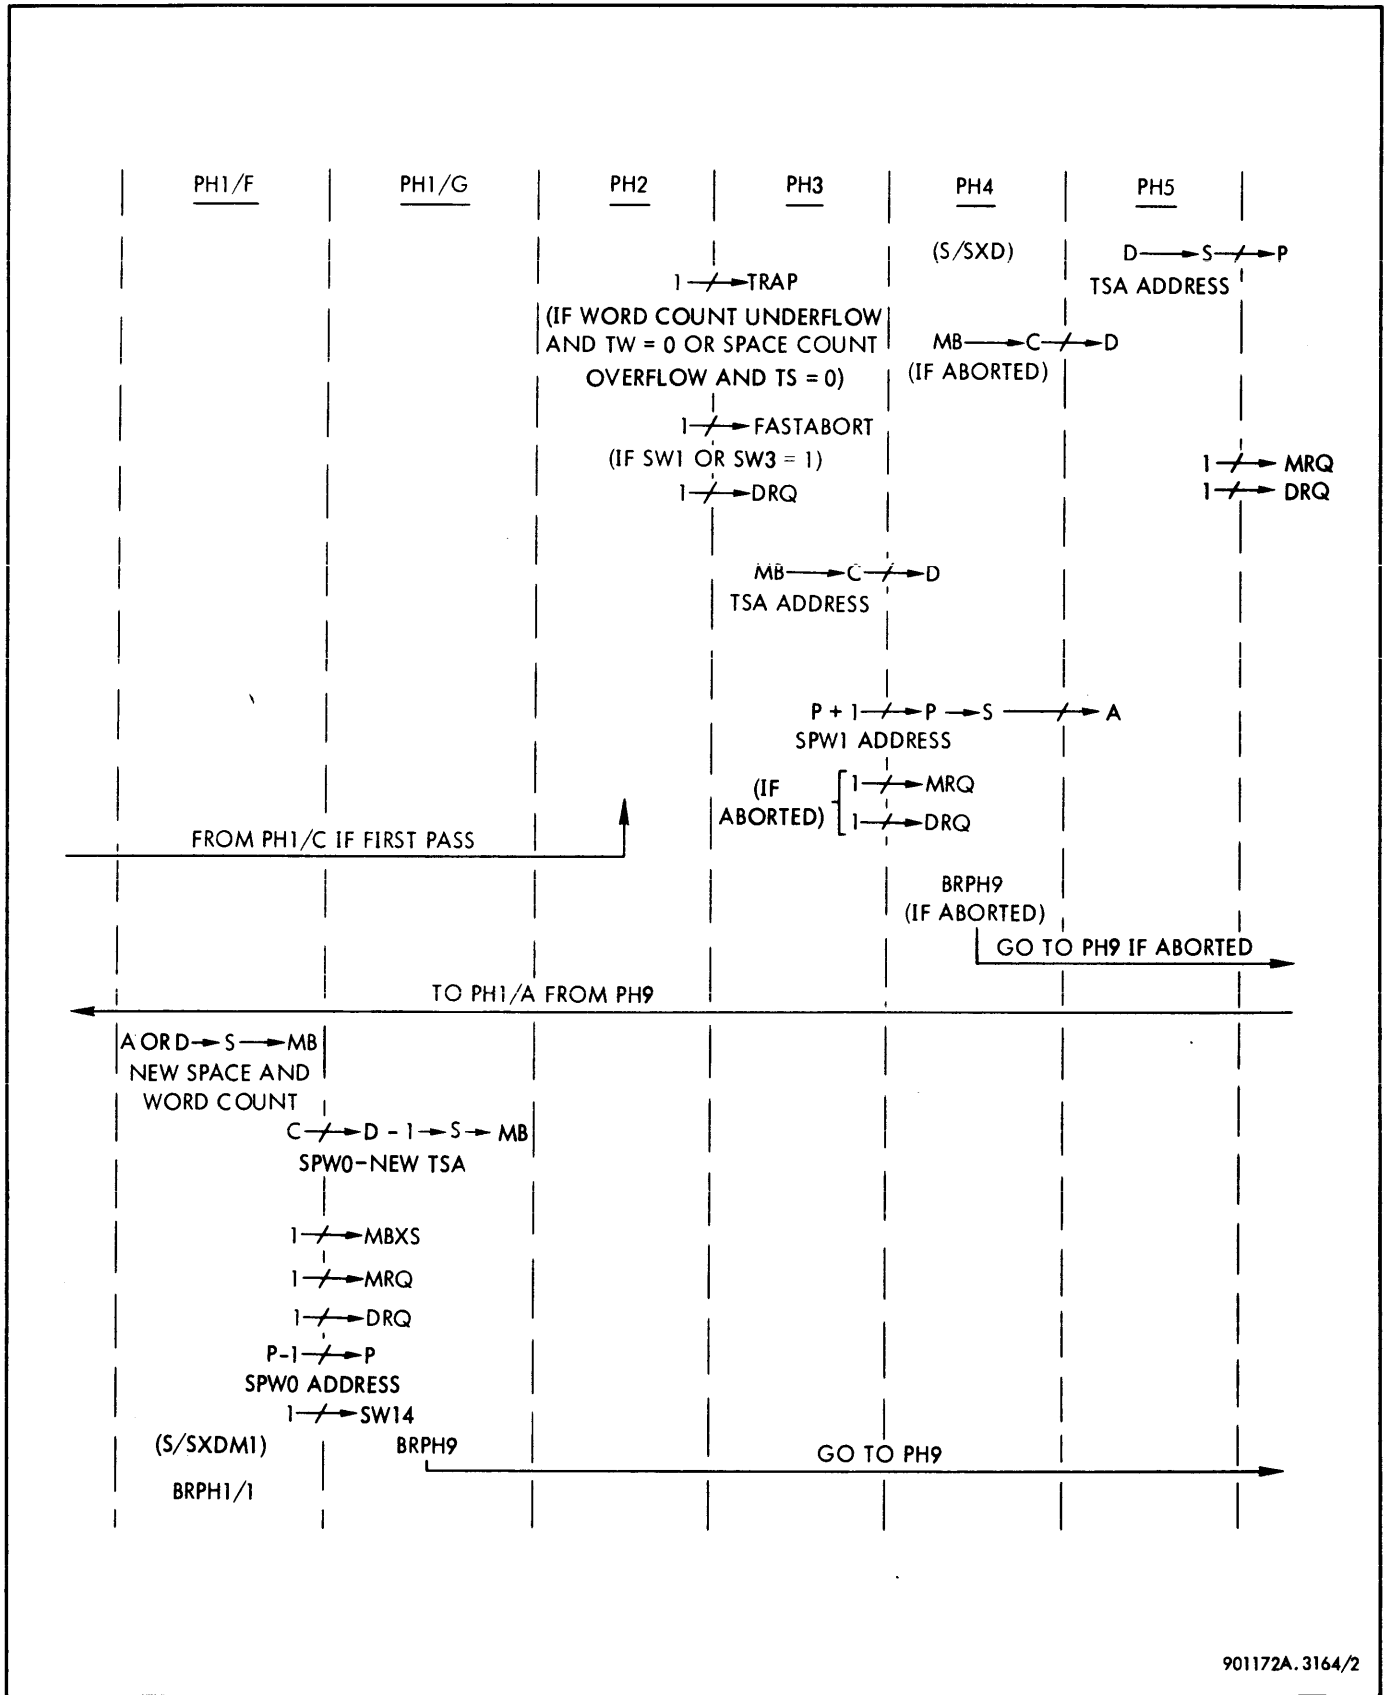 PH1/F PH1/G PH2 PH3 PH4 PH5
(S/SXD)
D S P
TSA ADDRESS
1 TRAP
(IF WORD COUNT UNDERFLOW
AND TW = 0 OR SPACE COUNT
OVERFLOW AND TS = 0)
MB C D
(IF ABORTED)
1 FASTABORT
(IF SW1 OR SW3 = 1)
1 DRQ
1 MRQ
1 DRQ
MB C D
TSA ADDRESS
P + 1 P S A
SPW1 ADDRESS
(IF
ABORTED)
1 MRQ
1 DRQ
FROM PH1/C IF FIRST PASS
BRPH9
(IF ABORTED)
GO TO PH9 IF ABORTED
TO PH1/A FROM PH9
A OR D S MB
NEW SPACE AND
WORD COUNT
C D - 1 S MB
SPW0-NEW TSA
1 MBXS
1 MRQ
1 DRQ
P-1 P
SPW0 ADDRESS
1 SW14
(S/SXDM1) BRPH9
GO TO PH9
BRPH1/1
901172A.3164/2